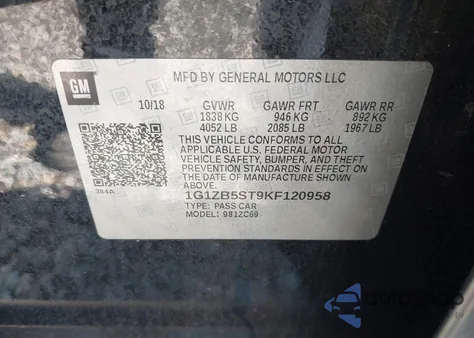 GM
MFD BY GENERAL MOTORS LLC
10/18 GVWR GAWR FRT GAWR RR
1838 KG 946 KG 892 KG
4052 LB 2085 LB 1967 LB
THIS VEHICLE CONFORMS TO ALL
APPLICABLE U.S. FEDERAL MOTOR
VEHICLE SAFETY, BUMPER, AND THEFT
PREVENTION STANDARDS IN EFFECT
ON THE DATE OF MANUFACTURE
SHOWN ABOVE.
1G1ZB5ST9KF120958
TYPE: PASS CAR
MODEL: 981ZC69